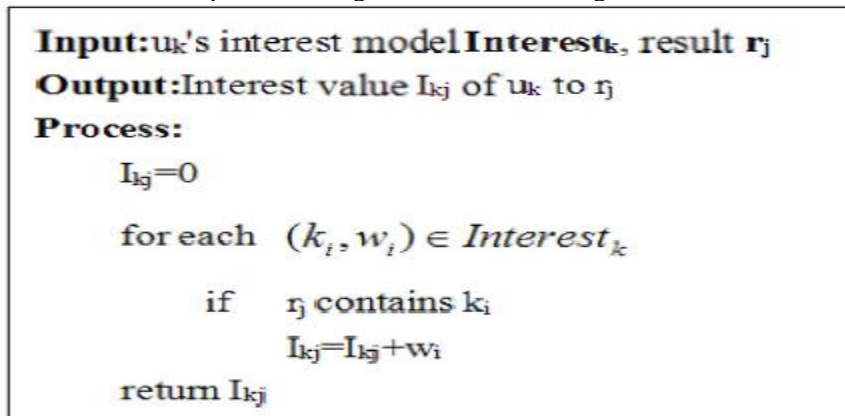 Input:uₖ's interest model Interestₖ, result rⱼ
Output:Interest value Iₖⱼ of uₖ to rⱼ
Process:
Iₖⱼ=0
for each (kᵢ, wᵢ) ∈ Interestₖ
if rⱼ contains kᵢ
Iₖⱼ=Iₖⱼ+wᵢ
return Iₖⱼ